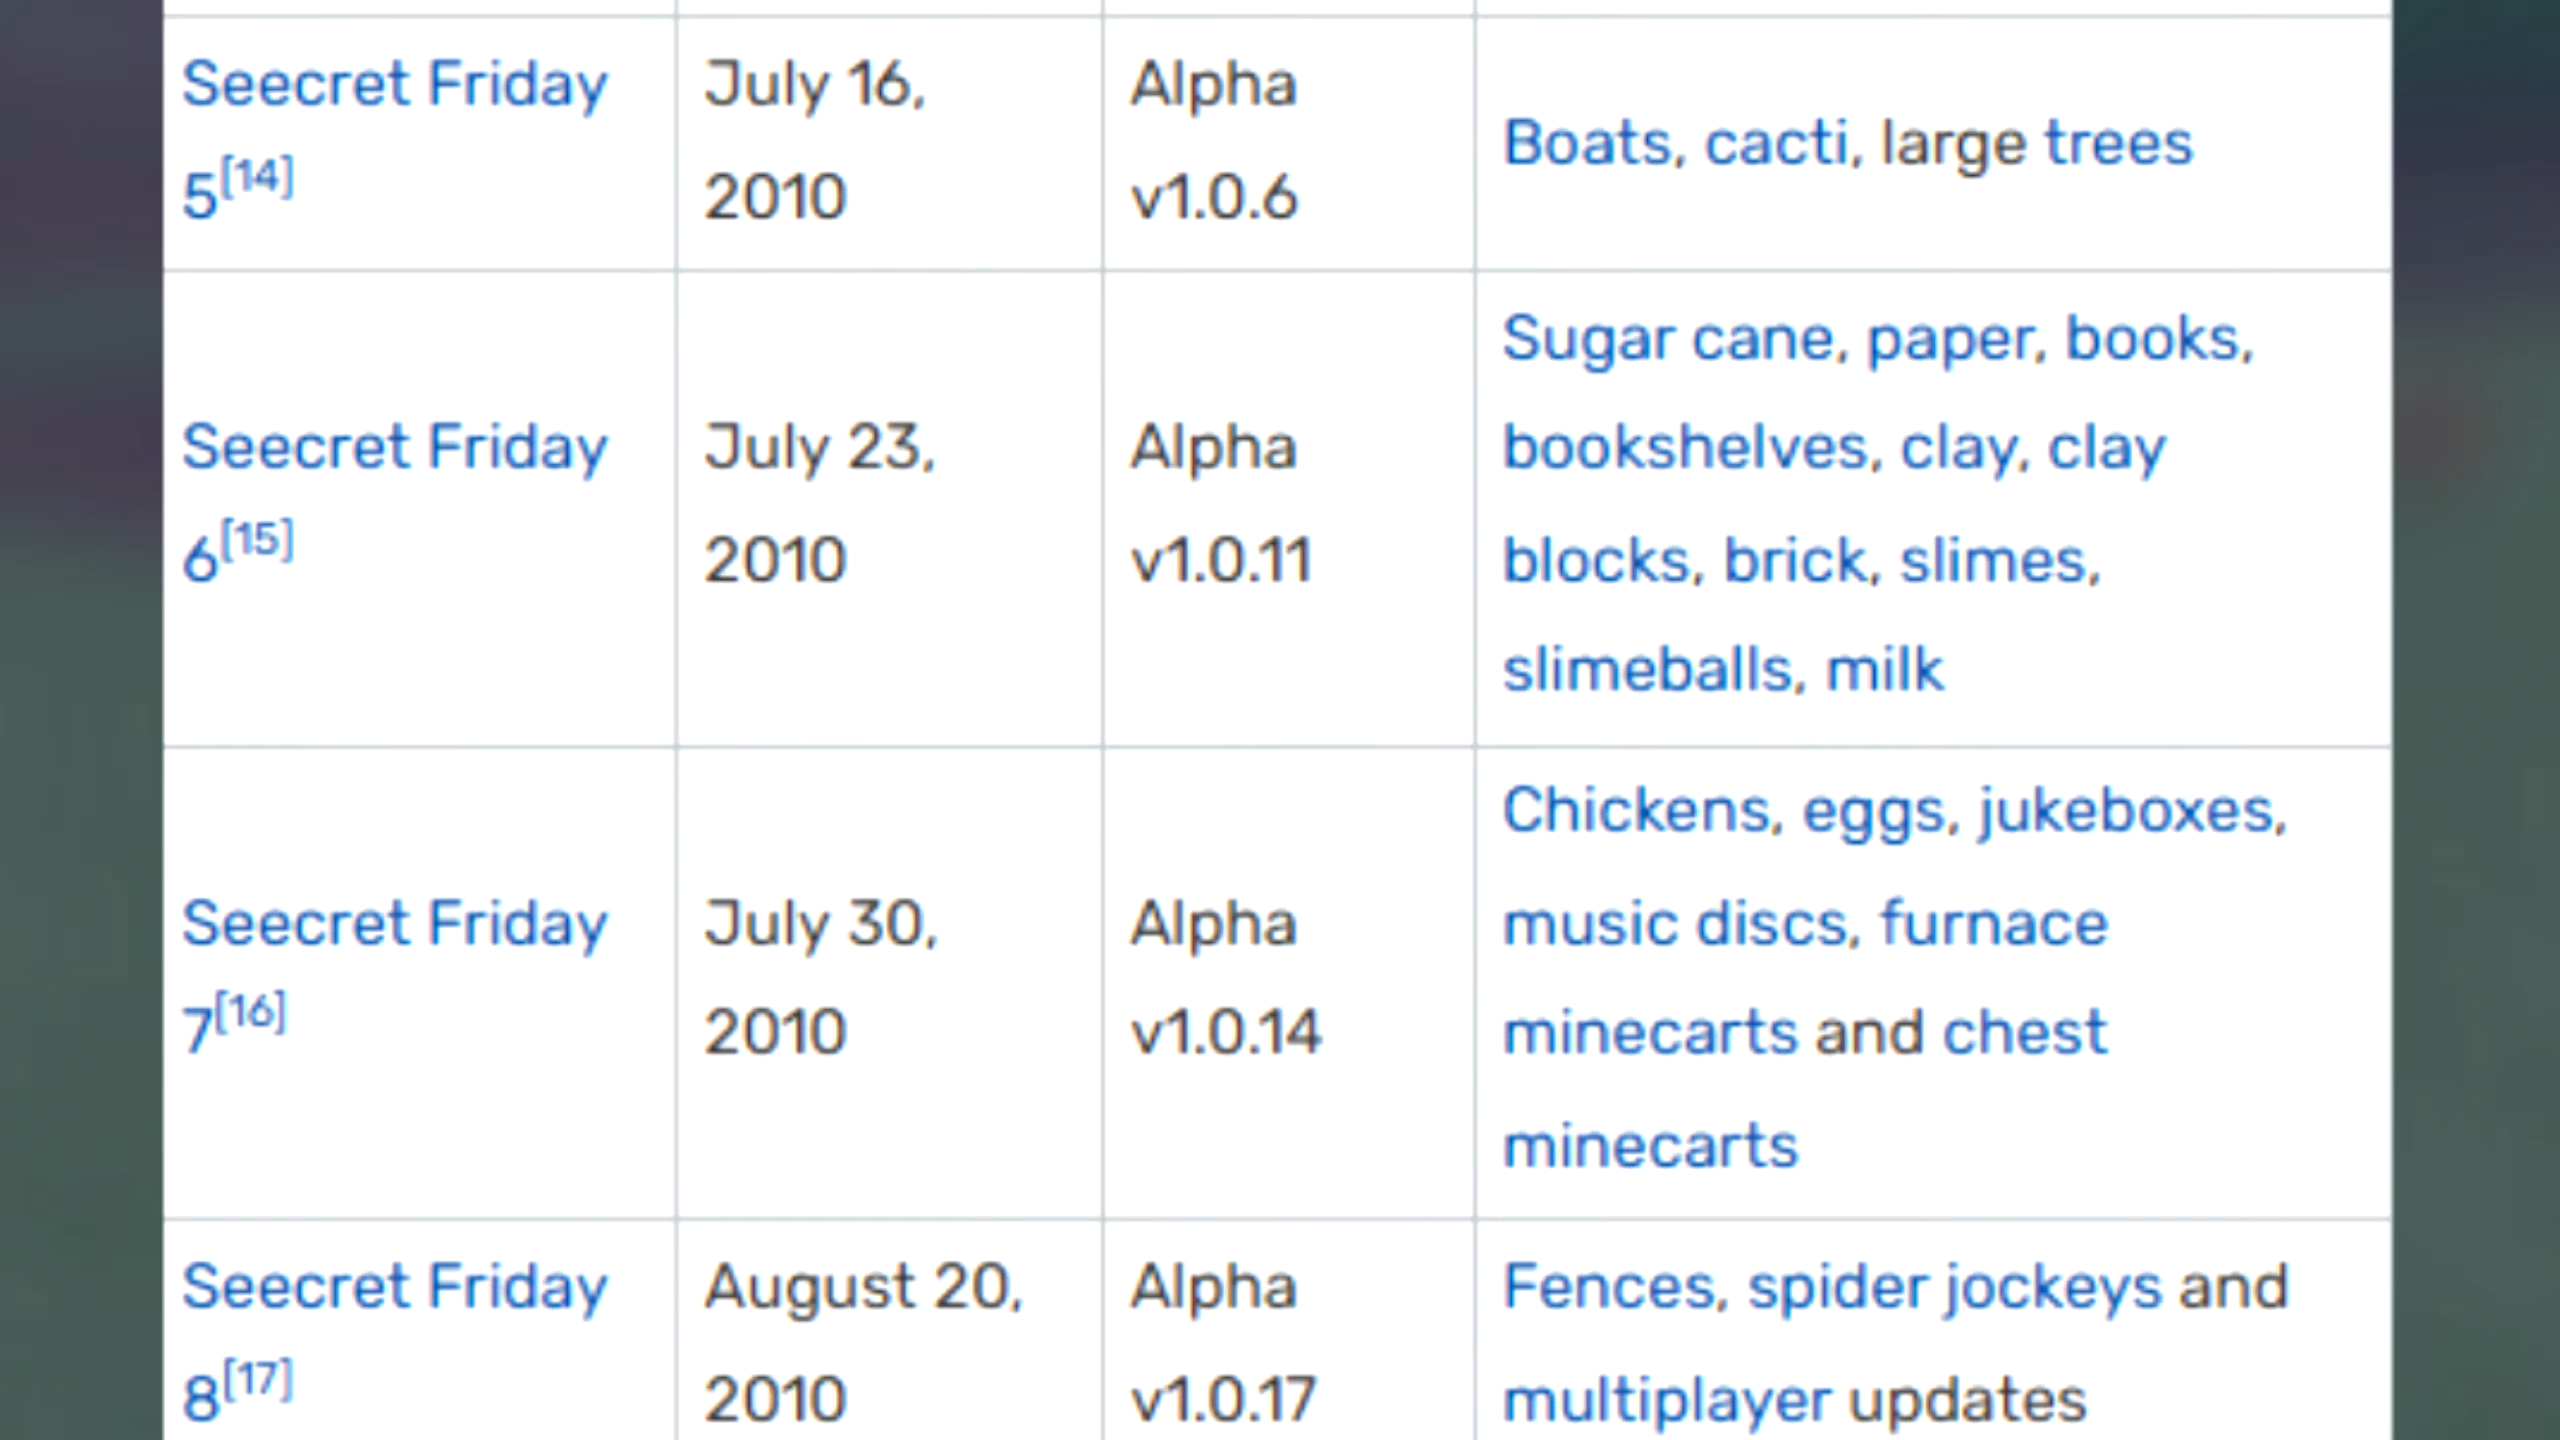 Seecret Friday
5[14]
July 16,
2010
Alpha
v1.0.6
Boats, cacti, large trees
Seecret Friday
6[15]
July 23,
2010
Alpha
v1.0.11
Sugar cane, paper, books,
bookshelves, clay, clay
blocks, brick, slimes,
slimeballs, milk
Seecret Friday
7[16]
July 30,
2010
Alpha
v1.0.14
Chickens, eggs, jukeboxes,
music discs, furnace
minecarts and chest
minecarts
Seecret Friday
8[17]
August 20,
2010
Alpha
v1.0.17
Fences, spider jockeys and
multiplayer updates